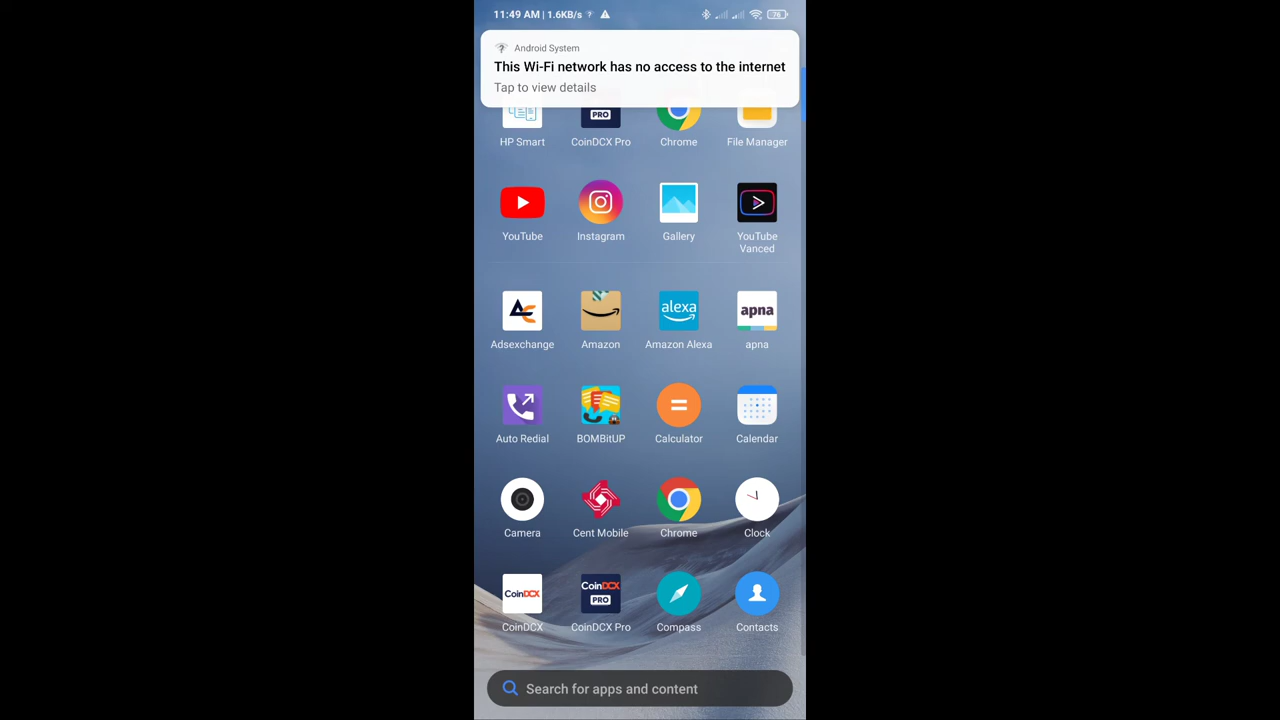 11:49 AM | 1.6KB/s
76
Android System
This Wi-Fi network has no access to the internet
Tap to view details
PRO
HP Smart
CoinDCX Pro
Chrome
File Manager
YouTube
Instagram
Gallery
YouTube
Vanced
alexa
apna
Adsexchange
Amazon
Amazon Alexa
apna
Auto Redial
BOMBitUP
Calculator
Calendar
Camera
Cent Mobile
Chrome
Clock
CoinDCX
CoinDCX
PRO
CoinDCX
CoinDCX Pro
Compass
Contacts
Search for apps and content